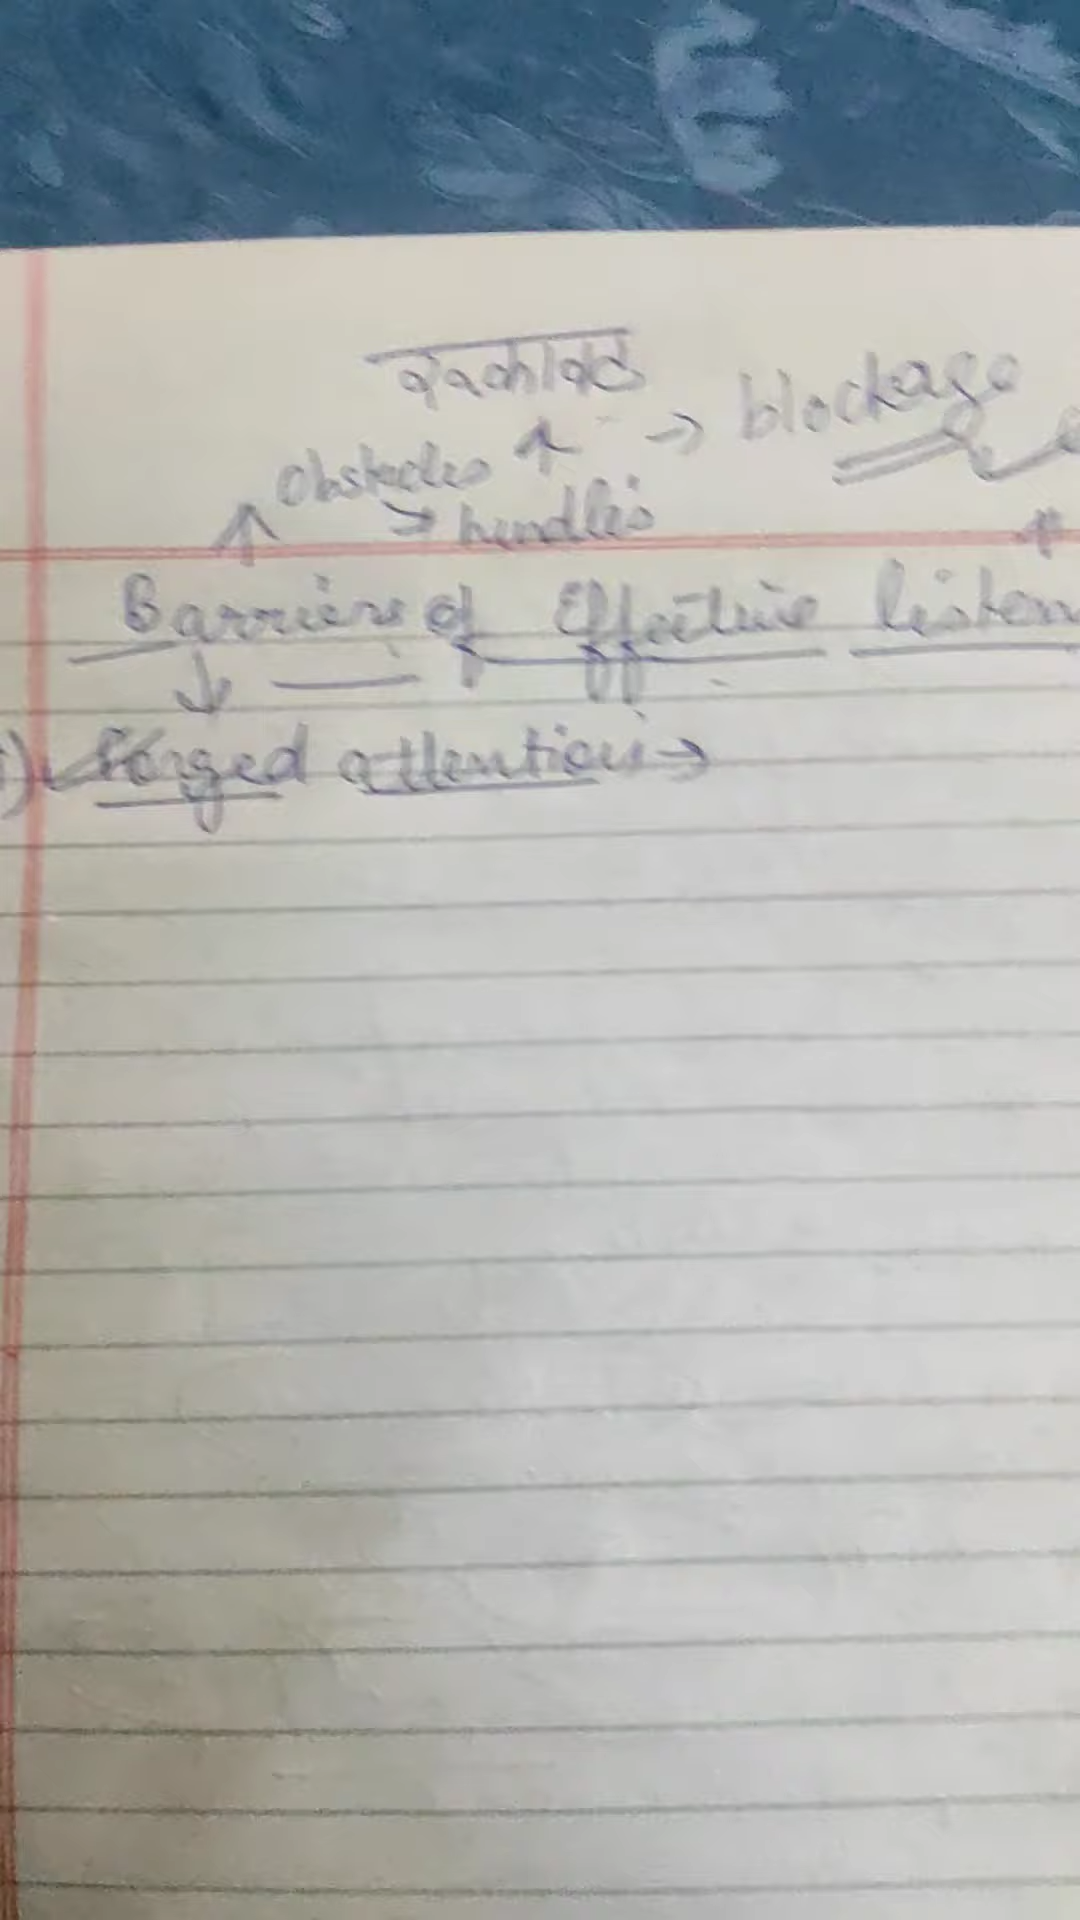 रुकावट
→ blockage
Obstacles ↑
↑ → hurdles
Barriers of Effective listen
↓
i) Forged attention →